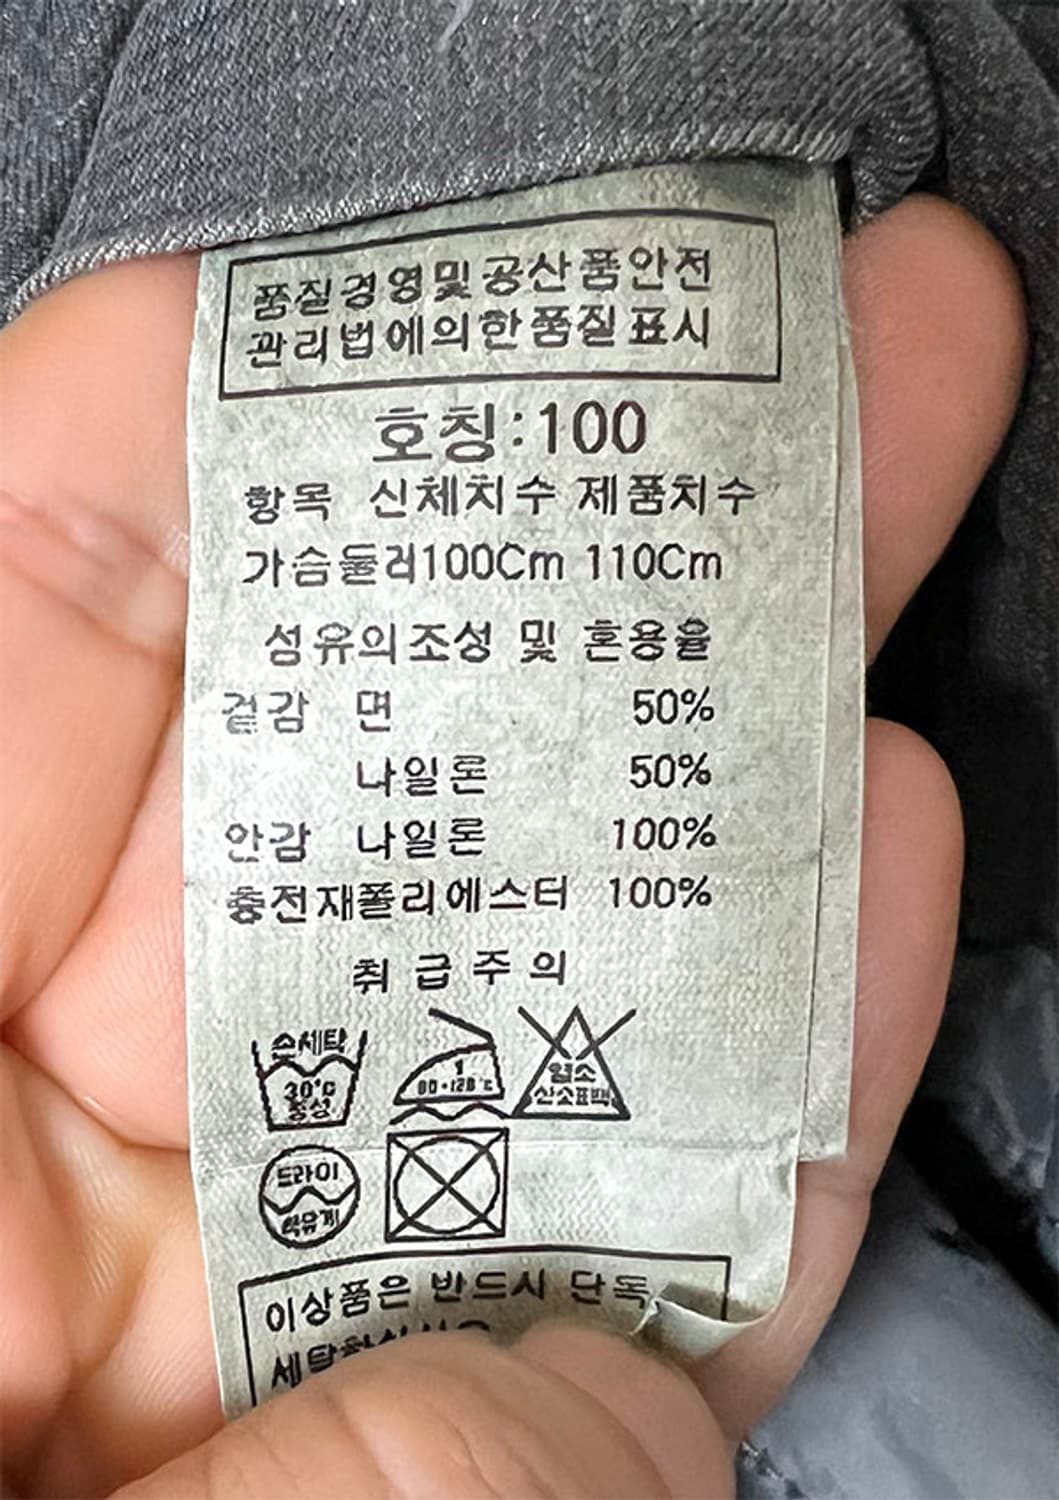 품질경영및공산품안전
관리법에의한품질표시
호칭:100
항목 신체치수 제품치수
가슴둘레100Cm 110Cm
섬유의조성 및 혼용율
겉감 면 50%
나일론 50%
안감 나일론 100%
충전재폴리에스터 100%
취급주의
손세탁
30℃
중성
1
염소
산소표백
드라이
석유계
이상품은 반드시 단독